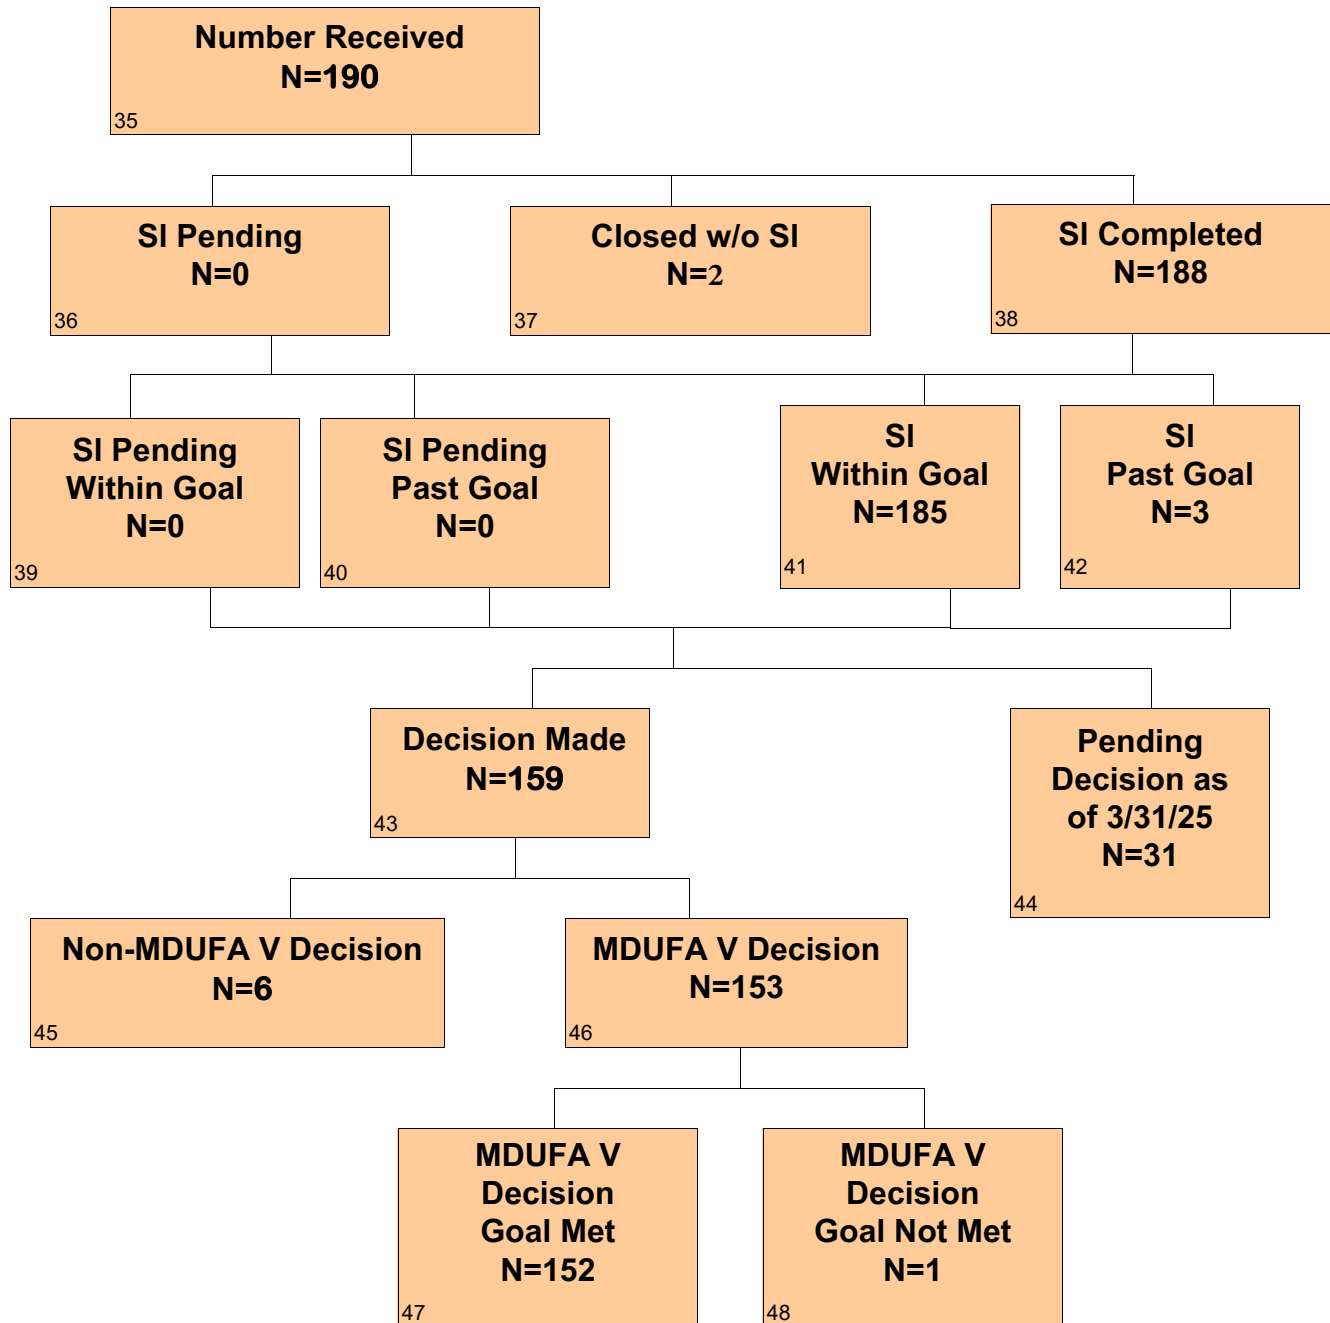 Number Received
N=190
35
SI Pending
N=0
36
Closed w/o SI
N=2
37
SI Completed
N=188
38
SI Pending
Within Goal
N=0
39
SI Pending
Past Goal
N=0
40
SI
Within Goal
N=185
41
SI
Past Goal
N=3
42
Decision Made
N=159
43
Pending
Decision as
of 3/31/25
N=31
44
Non-MDUFA V Decision
N=6
45
MDUFA V Decision
N=153
46
MDUFA V
Decision
Goal Met
N=152
47
MDUFA V
Decision
Goal Not Met
N=1
48